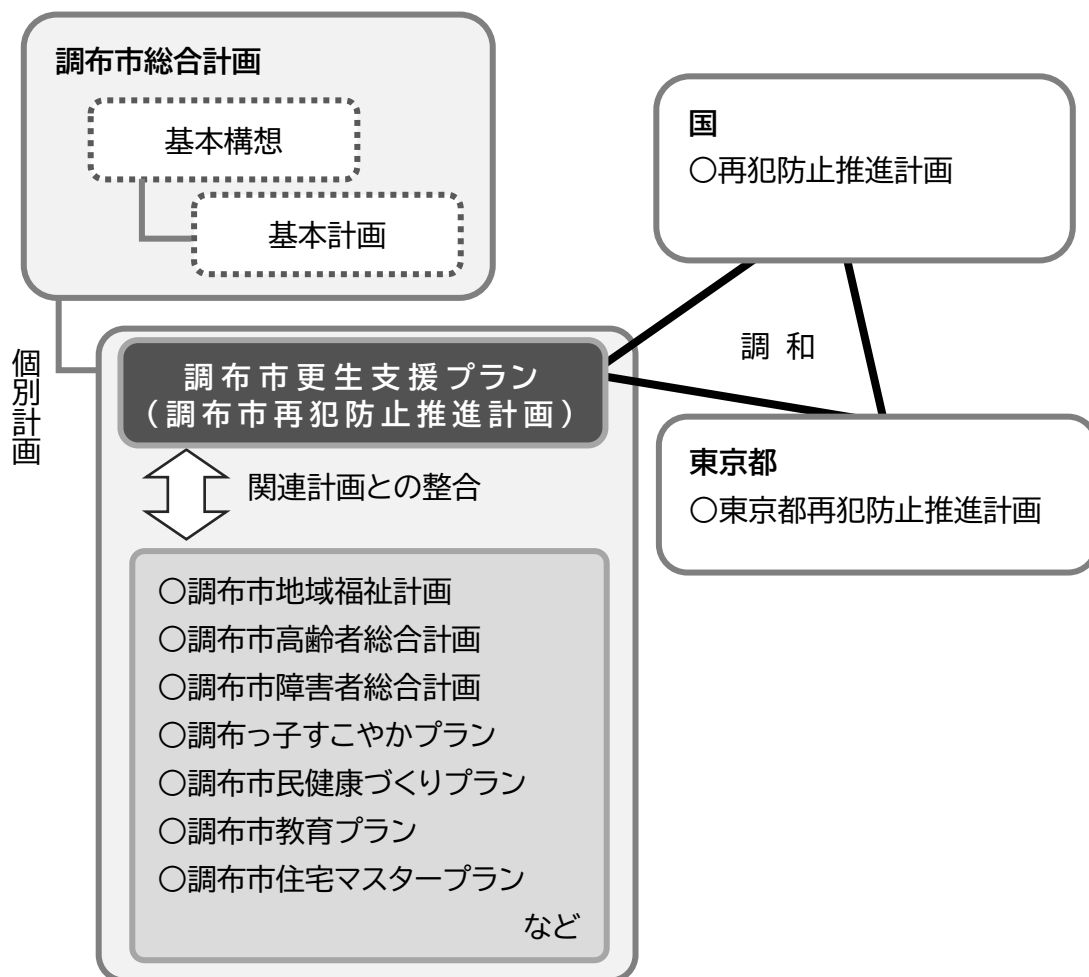 調布市総合計画
基本構想
基本計画
国
○再犯防止推進計画
調和
東京都
○東京都再犯防止推進計画
個別計画
調布市更生支援プラン
（調布市再犯防止推進計画）
関連計画との整合
○調布市地域福祉計画
○調布市高齢者総合計画
○調布市障害者総合計画
○調布っ子すこやかプラン
○調布市民健康づくりプラン
○調布市教育プラン
○調布市住宅マスタープラン
など